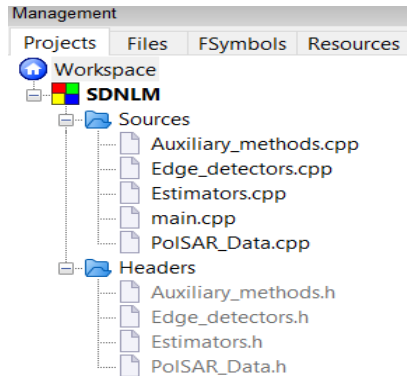 Management
Projects Files FSymbols Resources
Workspace
SDNLM
Sources
Auxiliary_methods.cpp
Edge_detectors.cpp
Estimators.cpp
main.cpp
PolSAR_Data.cpp
Headers
Auxiliary_methods.h
Edge_detectors.h
Estimators.h
PolSAR_Data.h